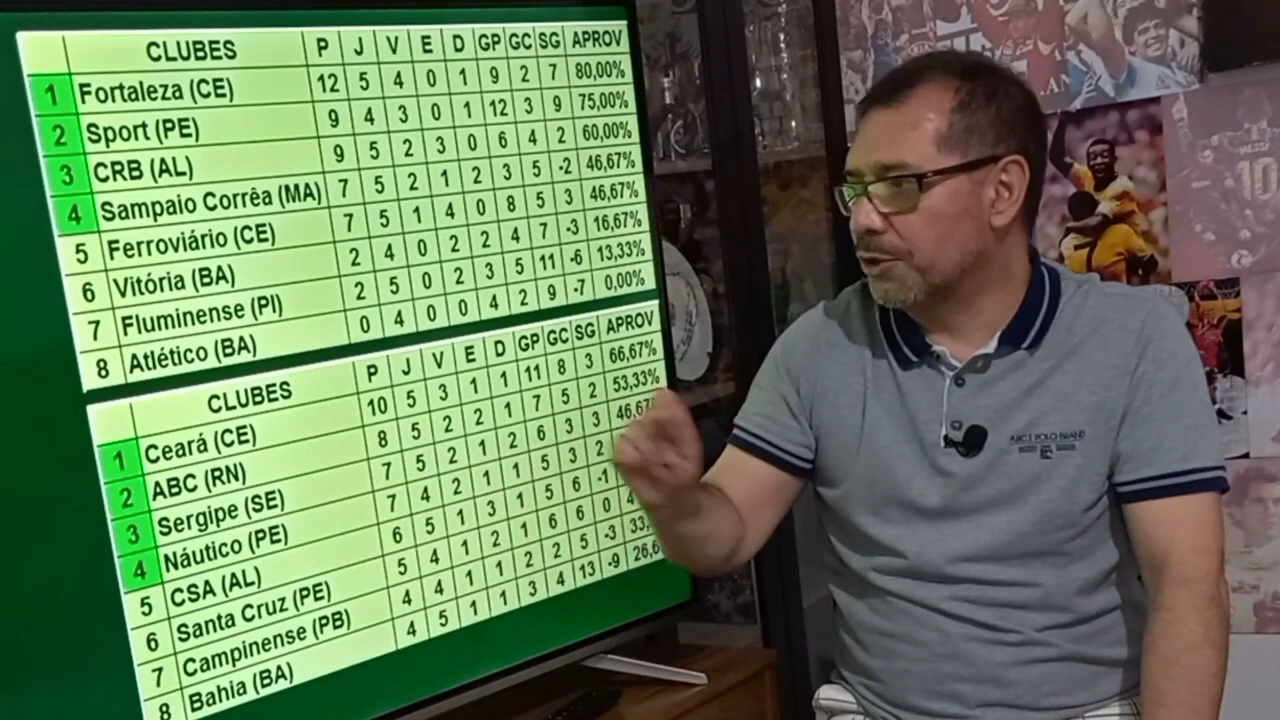 CLUBES P J V E D GP GC SG APROV
1 Fortaleza (CE) 12 5 4 0 1 9 2 7 80,00%
2 Sport (PE) 9 4 3 0 1 12 3 9 75,00%
3 CRB (AL) 9 5 2 3 0 6 4 2 60,00%
4 Sampaio Corrêa (MA) 7 5 2 1 2 3 5 -2 46,67%
5 Ferroviário (CE) 7 5 1 4 0 8 5 3 46,67%
6 Vitória (BA) 2 4 0 2 2 4 7 -3 16,67%
7 Fluminense (PI) 2 5 0 2 3 5 11 -6 13,33%
8 Atlético (BA) 0 4 0 0 4 2 9 -7 0,00%
CLUBES P J V E D GP GC SG APROV
1 Ceará (CE) 10 5 3 1 1 11 8 3 66,67%
2 ABC (RN) 8 5 2 2 1 7 5 2 53,33%
3 Sergipe (SE) 7 5 2 1 2 6 3 3 46,67
4 Náutico (PE) 7 4 2 1 1 5 3 2
5 CSA (AL) 6 5 1 3 1 5 6 -1
6 Santa Cruz (PE) 5 4 1 2 1 6 6 0 4
7 Campinense (PB) 4 4 1 1 2 2 5 -3 33,
8 Bahia (BA) 4 5 1 1 3 4 13 -9 26,6
POLO BRAND
MESSI
10